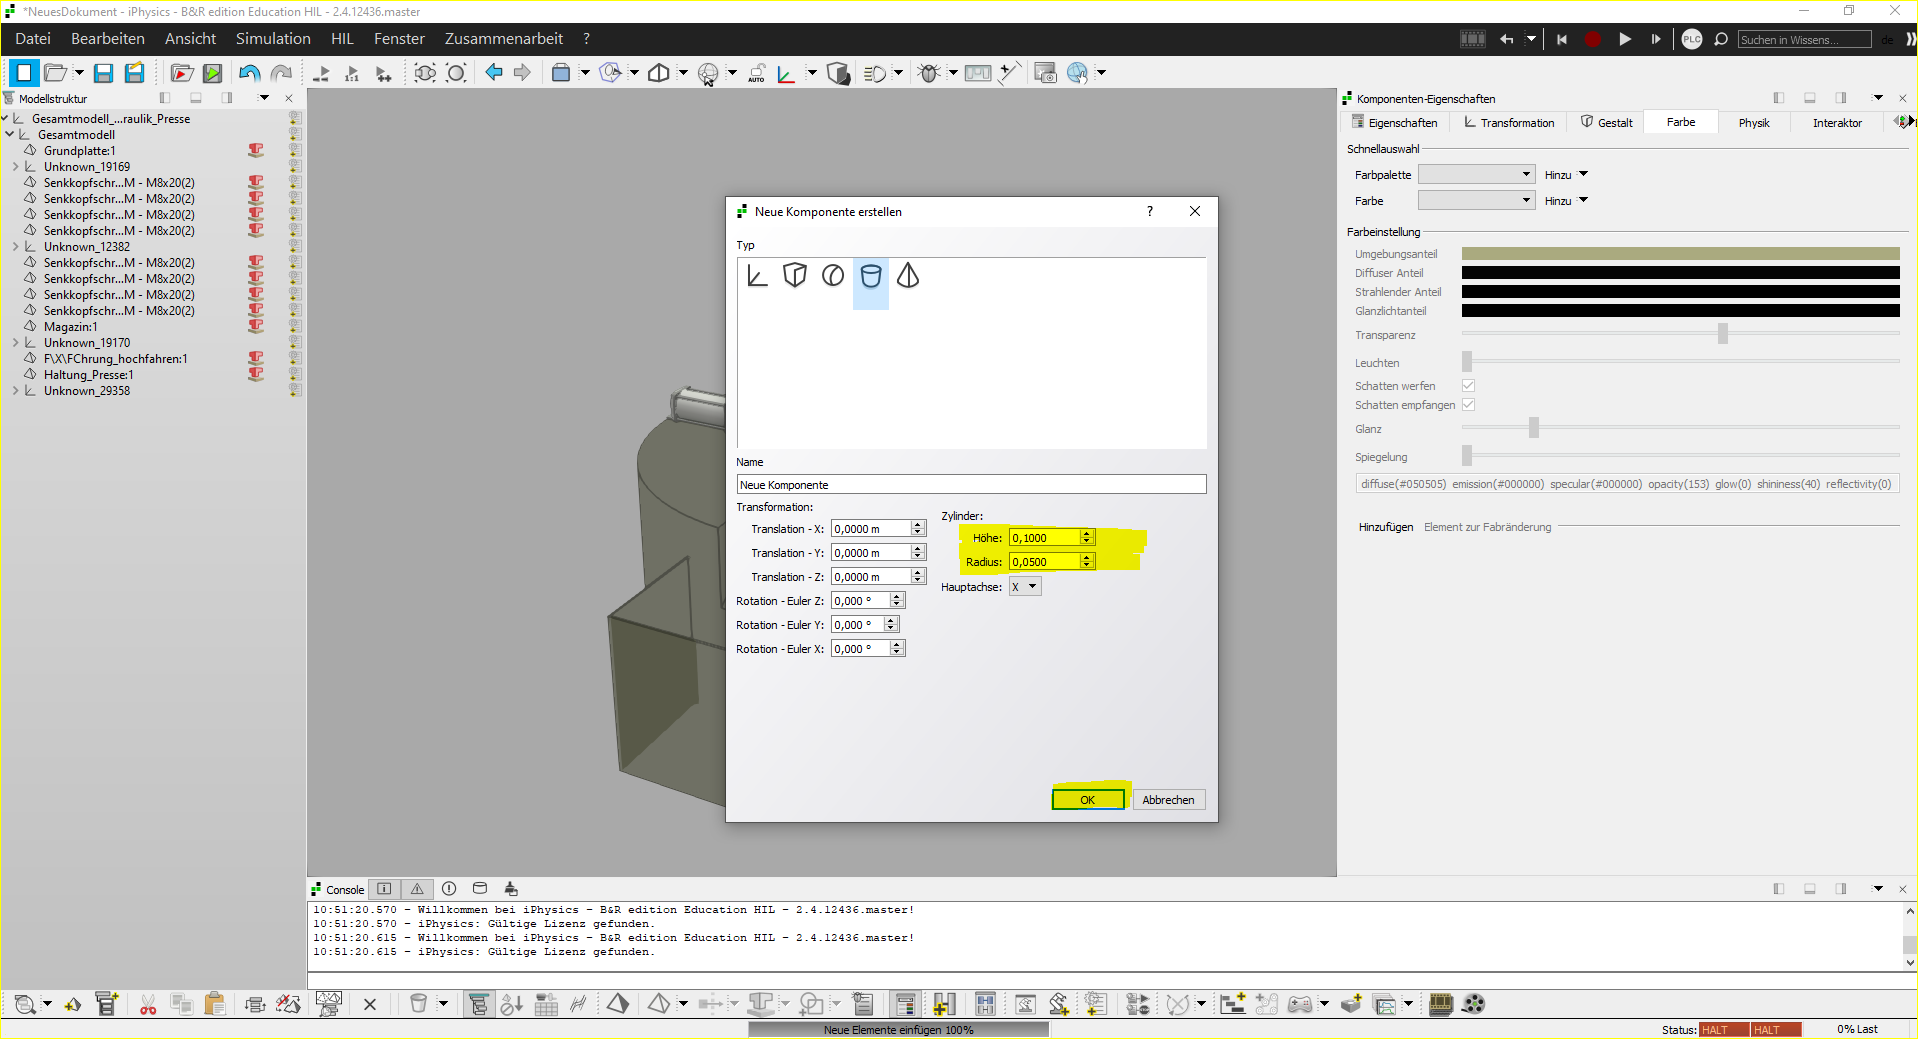 *NeuesDokument - iPhysics - B&R edition Education HIL - 2.4.12436.master
Datei Bearbeiten Ansicht Simulation HIL Fenster Zusammenarbeit ?
PLC Suchen in Wissens... de
1:1 AUTO
Modellstruktur
Gesamtmodell_...raulik_Presse
Gesamtmodell
Grundplatte:1
Unknown_19169
Senkkopfschr...M - M8x20(2)
Senkkopfschr...M - M8x20(2)
Senkkopfschr...M - M8x20(2)
Senkkopfschr...M - M8x20(2)
Unknown_12382
Senkkopfschr...M - M8x20(2)
Senkkopfschr...M - M8x20(2)
Senkkopfschr...M - M8x20(2)
Senkkopfschr...M - M8x20(2)
Magazin:1
Unknown_19170
F\X\FChrung_hochfahren:1
Haltung_Presse:1
Unknown_29358
Neue Komponente erstellen ?
Typ
Name
Neue Komponente
Transformation:
Translation - X: 0,0000 m
Translation - Y: 0,0000 m
Translation - Z: 0,0000 m
Rotation - Euler Z: 0,000 °
Rotation - Euler Y: 0,000 °
Rotation - Euler X: 0,000 °
Zylinder:
Höhe: 0,1000
Radius: 0,0500
Hauptachse: X
OK Abbrechen
Komponenten-Eigenschaften
Eigenschaften Transformation Gestalt Farbe Physik Interaktor
Schnellauswahl
Farbpalette Hinzu
Farbe Hinzu
Farbeinstellung
Umgebungsanteil
Diffuser Anteil
Strahlender Anteil
Glanzlichtanteil
Transparenz
Leuchten
Schatten werfen
Schatten empfangen
Glanz
Spiegelung
diffuse(#050505) emission(#000000) specular(#000000) opacity(153) glow(0) shininess(40) reflectivity(0)
Hinzufügen Element zur Fabränderung
Console
10:51:20.570 - Willkommen bei iPhysics - B&R edition Education HIL - 2.4.12436.master!
10:51:20.570 - iPhysics: Gültige Lizenz gefunden.
10:51:20.615 - Willkommen bei iPhysics - B&R edition Education HIL - 2.4.12436.master!
10:51:20.615 - iPhysics: Gültige Lizenz gefunden.
Neue Elemente einfügen 100%
Status: HALT HALT 0% Last